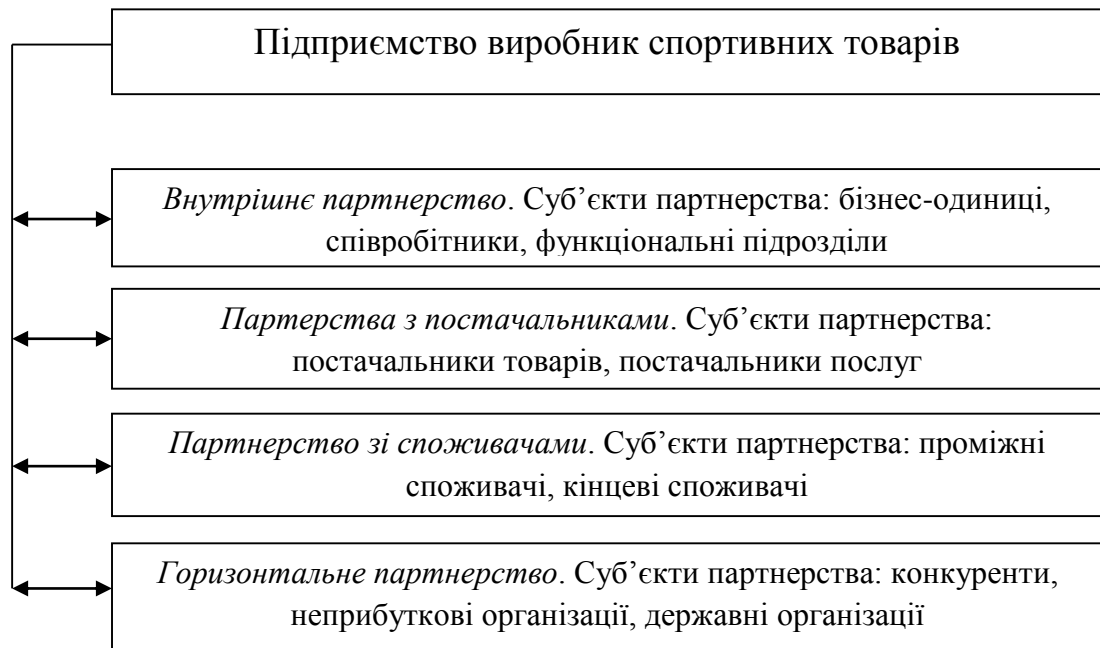 Підприємство виробник спортивних товарів
Внутрішнє партнерство. Суб’єкти партнерства: бізнес-одиниці,
співробітники, функціональні підрозділи
Партерства з постачальниками. Суб’єкти партнерства:
постачальники товарів, постачальники послуг
Партнерство зі споживачами. Суб’єкти партнерства: проміжні
споживачі, кінцеві споживачі
Горизонтальне партнерство. Суб’єкти партнерства: конкуренти,
неприбуткові організації, державні організації